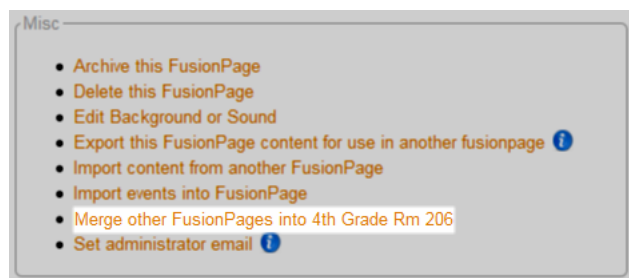 Misc
Archive this FusionPage
Delete this FusionPage
Edit Background or Sound
Export this FusionPage content for use in another fusionpage i
Import content from another FusionPage
Import events into FusionPage
Merge other FusionPages into 4th Grade Rm 206
Set administrator email i